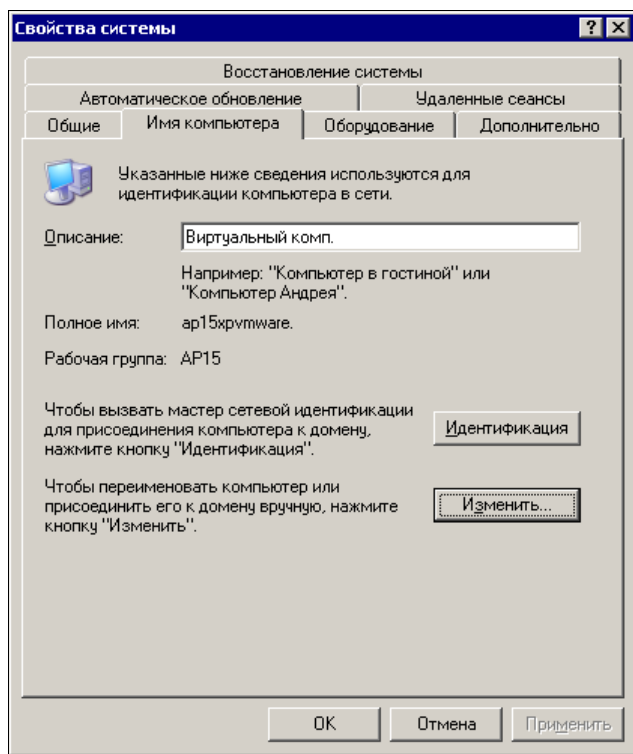 Свойства системы
Восстановление системы
Автоматическое обновление
Удаленные сеансы
Общие
Имя компьютера
Оборудование
Дополнительно
Указанные ниже сведения используются для
идентификации компьютера в сети.
Описание:
Виртуальный комп.
Например: "Компьютер в гостиной" или
"Компьютер Андрея".
Полное имя:
ap15xpvmware.
Рабочая группа:
AP15
Чтобы вызвать мастер сетевой идентификации
для присоединения компьютера к домену,
нажмите кнопку "Идентификация".
Идентификация
Чтобы переименовать компьютер или
присоединить его к домену вручную, нажмите
кнопку "Изменить".
Изменить...
OK
Отмена
Применить